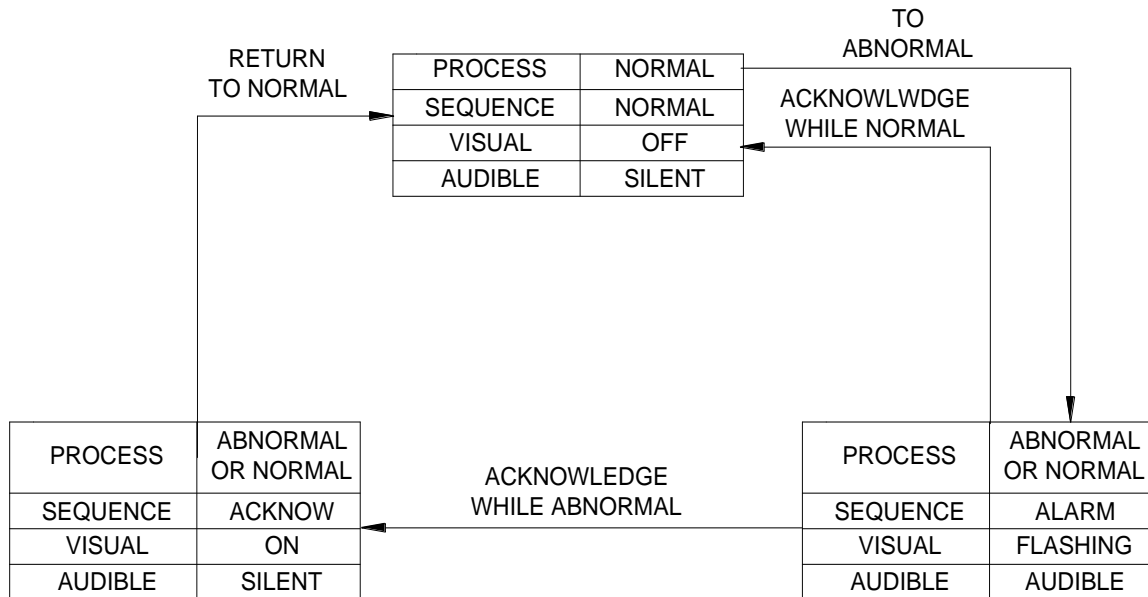 TO
ABNORMAL
RETURN
TO NORMAL
PROCESS NORMAL
SEQUENCE NORMAL
VISUAL OFF
AUDIBLE SILENT
ACKNOWLWDGE
WHILE NORMAL
PROCESS ABNORMAL
OR NORMAL
SEQUENCE ACKNOW
VISUAL ON
AUDIBLE SILENT
ACKNOWLEDGE
WHILE ABNORMAL
PROCESS ABNORMAL
OR NORMAL
SEQUENCE ALARM
VISUAL FLASHING
AUDIBLE AUDIBLE